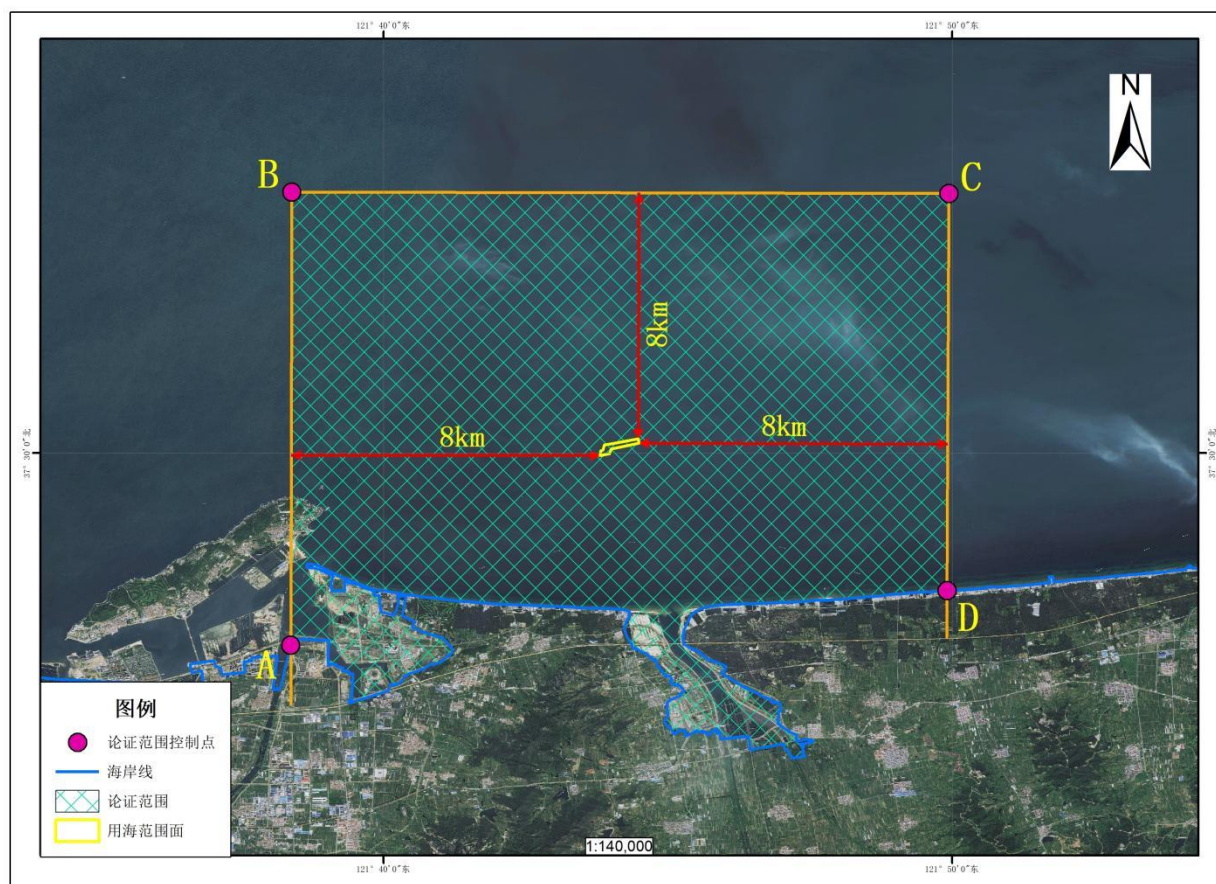 121° 40′0″东
121° 50′0″东
N
B
C
8km
8km
8km
37° 30′0″北
37° 30′0″北
A
D
图例
论证范围控制点
海岸线
论证范围
用海范围面
1:140,000
121° 40′0″东
121° 50′0″东